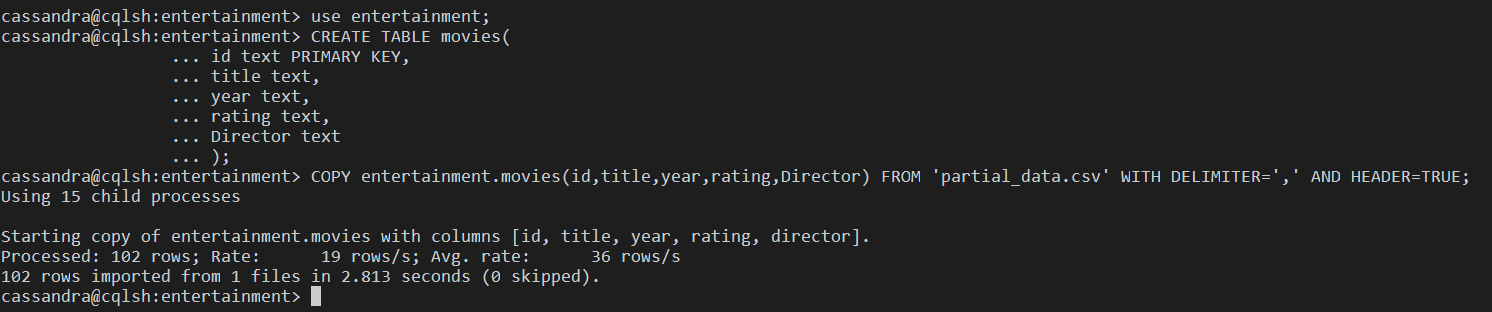 cassandra@cqlsh:entertainment> use entertainment;
cassandra@cqlsh:entertainment> CREATE TABLE movies(
... id text PRIMARY KEY,
... title text,
... year text,
... rating text,
... Director text
... );
cassandra@cqlsh:entertainment> COPY entertainment.movies(id,title,year,rating,Director) FROM 'partial_data.csv' WITH DELIMITER=',' AND HEADER=TRUE;
Using 15 child processes
Starting copy of entertainment.movies with columns [id, title, year, rating, director].
Processed: 102 rows; Rate:      19 rows/s; Avg. rate:      36 rows/s
102 rows imported from 1 files in 2.813 seconds (0 skipped).
cassandra@cqlsh:entertainment>